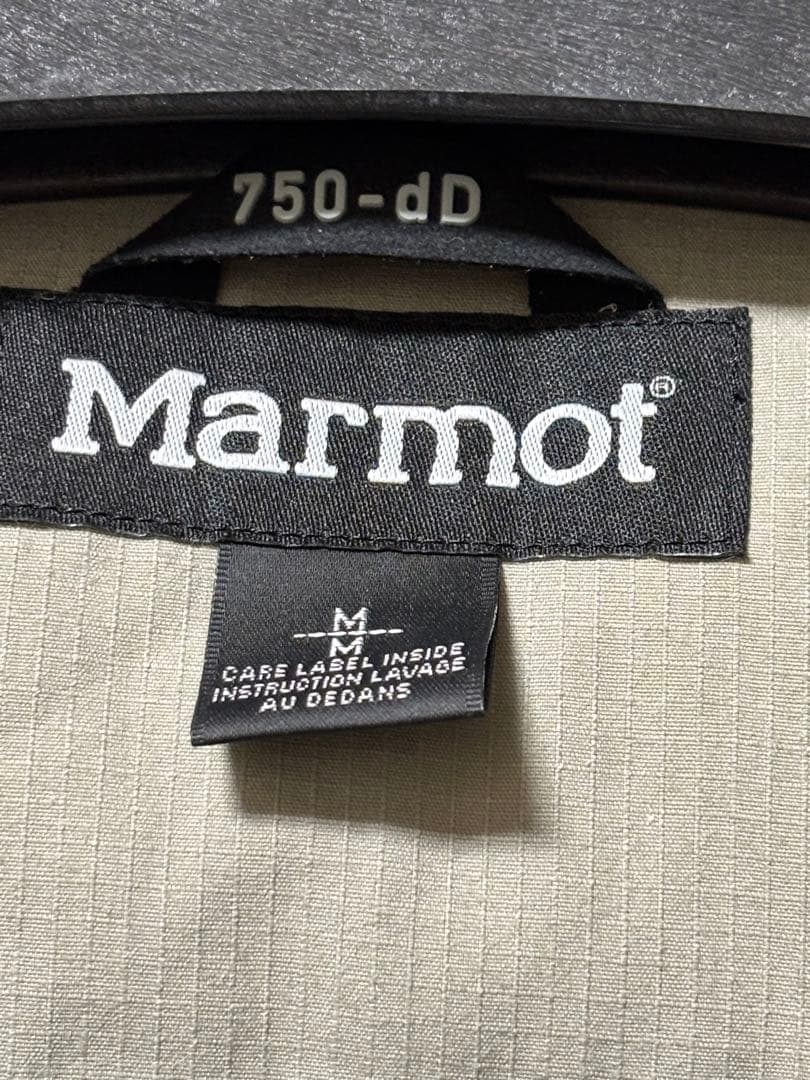 750-dD
Marmot®
M
M
CARE LABEL INSIDE
INSTRUCTION LAVAGE
AU DEDANS